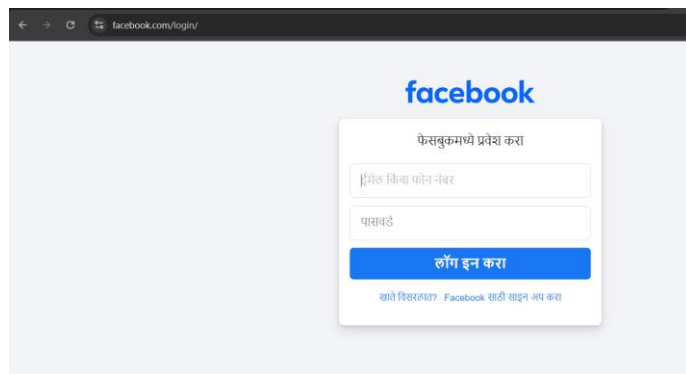 facebook.com/login/
facebook
फेसबुकमध्ये प्रवेश करा
ईमेल किंवा फोन नंबर
पासवर्ड
लॉग इन करा
खाते विसरलात? Facebook साठी साइन अप करा